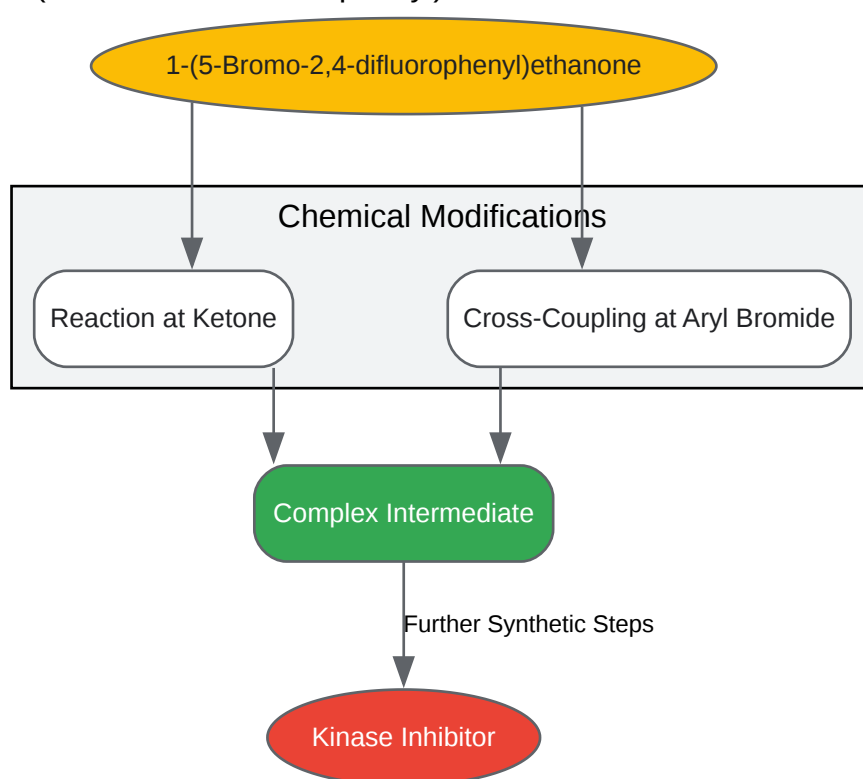 1-(5-Bromo-2,4-difluorophenyl)ethanone
Chemical Modifications
Reaction at Ketone
Cross-Coupling at Aryl Bromide
Complex Intermediate
Further Synthetic Steps
Kinase Inhibitor